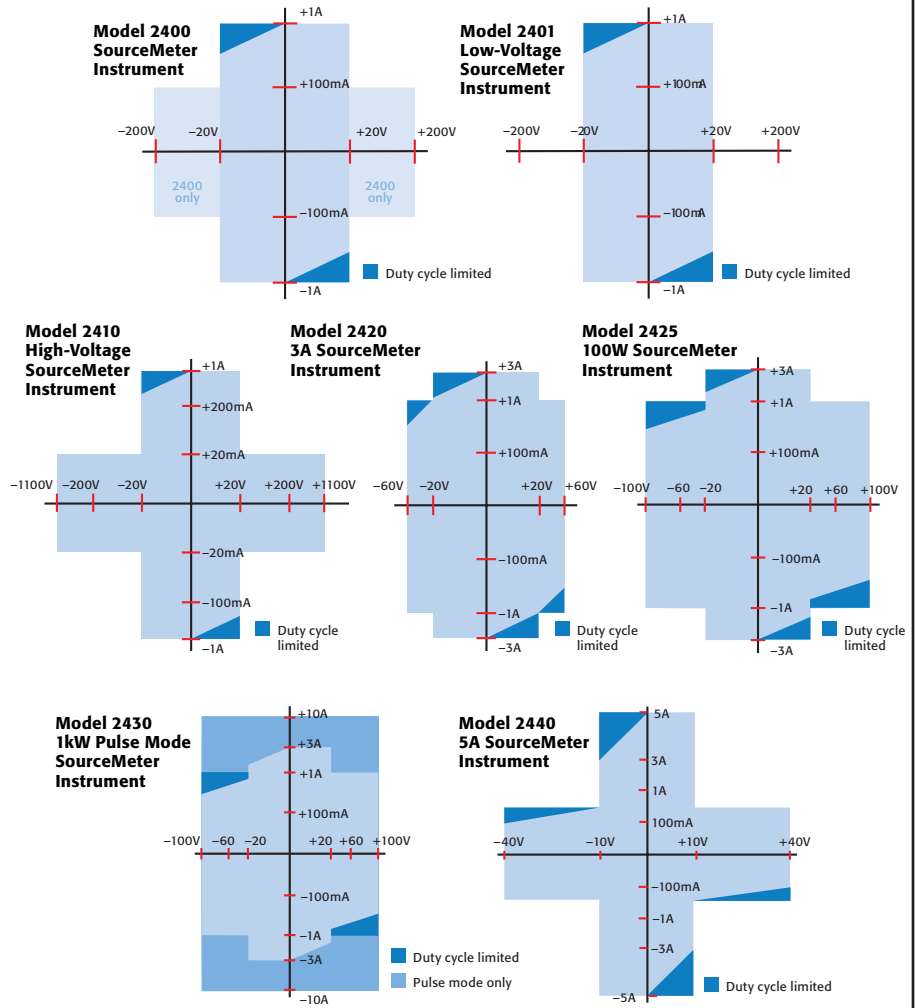 Model 2400
SourceMeter
Instrument
+1A
+100mA
−200V
−20V
+20V
+200V
2400
only
2400
only
−100mA
−1A
Duty cycle limited
Model 2401
Low-Voltage
SourceMeter
Instrument
+1A
+100mA
−200V
−20V
+20V
+200V
−100mA
−1A
Duty cycle limited
Model 2410
High-Voltage
SourceMeter
Instrument
+1A
+200mA
+20mA
−1100V
−200V
−20V
+20V
+200V
+1100V
−20mA
−100mA
−1A
Duty cycle
limited
Model 2420
3A SourceMeter
Instrument
+3A
+1A
+100mA
−60V
−20V
+20V
+60V
−100mA
−1A
−3A
Duty cycle
limited
Model 2425
100W SourceMeter
Instrument
+3A
+1A
+100mA
−100V
−60
−20
+20
+60
+100V
−100mA
−1A
−3A
Duty cycle
limited
Model 2430
1kW Pulse Mode
SourceMeter
Instrument
+10A
+3A
+1A
+100mA
−100V
−60
−20
+20
+60
+100V
−100mA
−1A
−3A
−10A
Duty cycle limited
Pulse mode only
Model 2440
5A SourceMeter
Instrument
5A
3A
1A
100mA
−40V
−10V
+10V
+40V
−100mA
−1A
−3A
−5A
Duty cycle limited